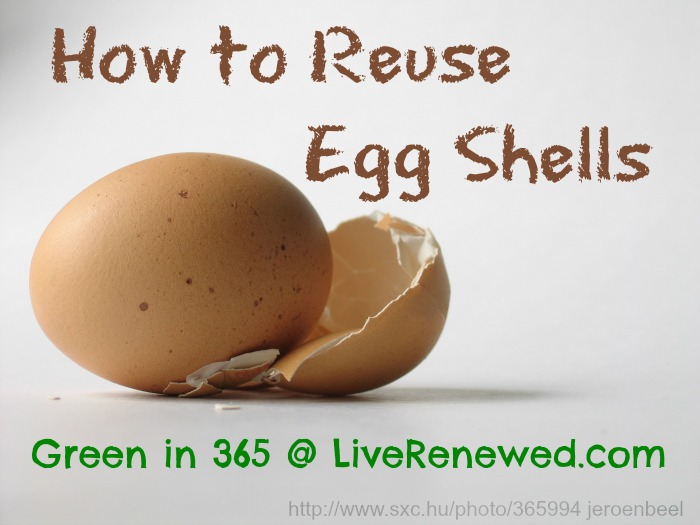 How to Reuse
Egg Shells
Green in 365 @ LiveRenewed.com
http://www.sxc.hu/photo/365994 jeroenbeel